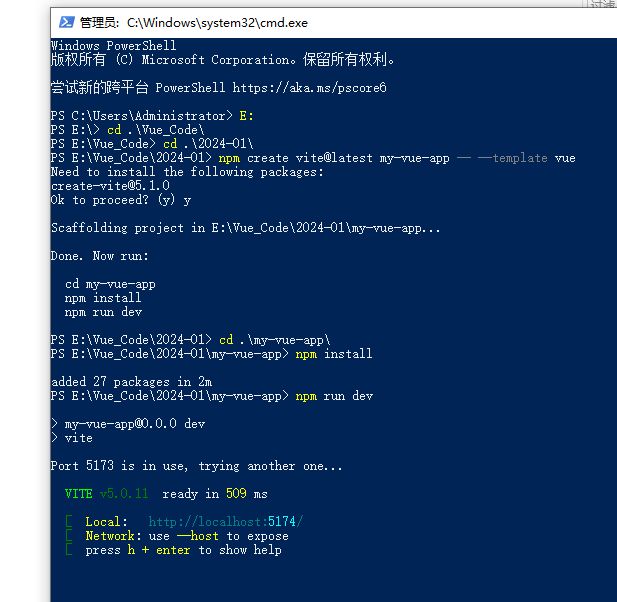 过滤
管理员: C:\Windows\system32\cmd.exe
Windows PowerShell
版权所有 (C) Microsoft Corporation。保留所有权利。
尝试新的跨平台 PowerShell https://aka.ms/pscore6
PS C:\Users\Administrator> E:
PS E:\> cd .\Vue_Code\
PS E:\Vue_Code> cd .\2024-01\
PS E:\Vue_Code\2024-01> npm create vite@latest my-vue-app -- --template vue
Need to install the following packages:
create-vite@5.1.0
Ok to proceed? (y) y
Scaffolding project in E:\Vue_Code\2024-01\my-vue-app...
Done. Now run:
cd my-vue-app
npm install
npm run dev
PS E:\Vue_Code\2024-01> cd .\my-vue-app\
PS E:\Vue_Code\2024-01\my-vue-app> npm install
added 27 packages in 2m
PS E:\Vue_Code\2024-01\my-vue-app> npm run dev
> my-vue-app@0.0.0 dev
> vite
Port 5173 is in use, trying another one...
VITE v5.0.11  ready in 509 ms
Local:   http://localhost:5174/
Network: use --host to expose
press h + enter to show help